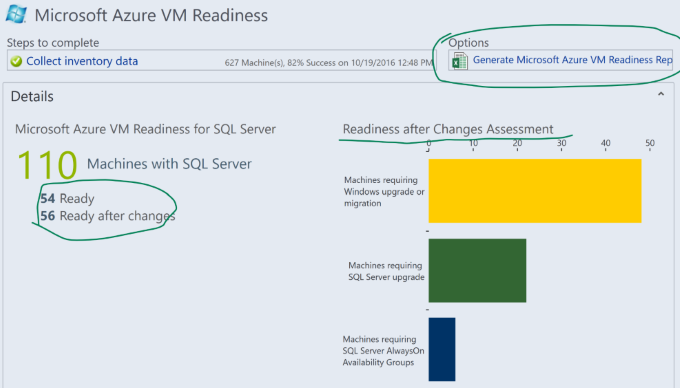 Microsoft Azure VM Readiness
Steps to complete
Collect inventory data
627 Machine(s), 82% Success on 10/19/2016 12:48 PM
Options
Generate Microsoft Azure VM Readiness Rep
Details
Microsoft Azure VM Readiness for SQL Server
110 Machines with SQL Server
54 Ready
56 Ready after changes
Readiness after Changes Assessment
0 10 20 30 40 50
Machines requiring
Windows upgrade or
migration
Machines requiring
SQL Server upgrade
Machines requiring
SQL Server AlwaysOn
Availability Groups